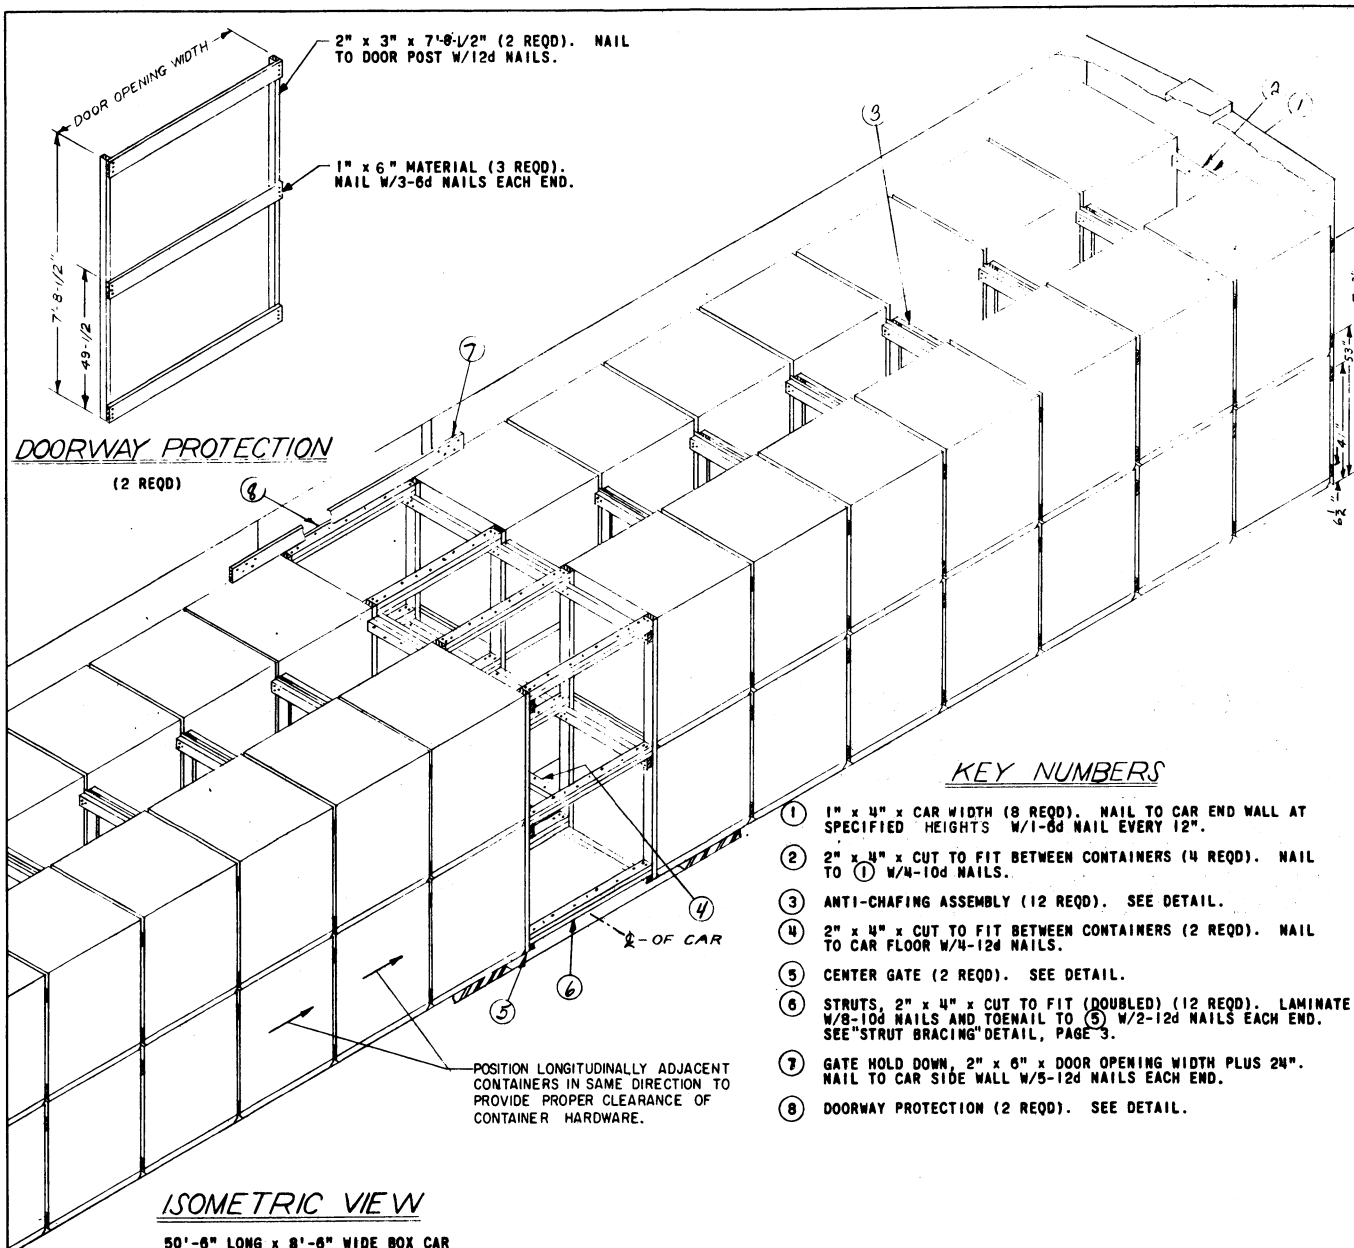 2" x 3" x 7'-8-1/2" (2 REQD). NAIL
TO DOOR POST W/12d NAILS.
DOOR OPENING WIDTH
1" x 6" MATERIAL (3 REQD).
NAIL W/3-6d NAILS EACH END.
7'-8-1/2"
49-1/2
DOORWAY PROTECTION
(2 REQD)
2
1
3
7
8
53"
41"
6 1/2"
4
℄-OF CAR
6
5
POSITION LONGITUDINALLY ADJACENT
CONTAINERS IN SAME DIRECTION TO
PROVIDE PROPER CLEARANCE OF
CONTAINER HARDWARE.
KEY NUMBERS
1 1" x 4" x CAR WIDTH (8 REQD). NAIL TO CAR END WALL AT
SPECIFIED HEIGHTS W/1-6d NAIL EVERY 12".
2 2" x 4" x CUT TO FIT BETWEEN CONTAINERS (4 REQD). NAIL
TO 1 W/4-10d NAILS.
3 ANTI-CHAFING ASSEMBLY (12 REQD). SEE DETAIL.
4 2" x 4" x CUT TO FIT BETWEEN CONTAINERS (2 REQD). NAIL
TO CAR FLOOR W/4-12d NAILS.
5 CENTER GATE (2 REQD). SEE DETAIL.
6 STRUTS, 2" x 4" x CUT TO FIT (DOUBLED) (12 REQD). LAMINATE
W/8-10d NAILS AND TOENAIL TO 5 W/2-12d NAILS EACH END.
SEE "STRUT BRACING" DETAIL, PAGE 3.
7 GATE HOLD DOWN, 2" x 6" x DOOR OPENING WIDTH PLUS 24".
NAIL TO CAR SIDE WALL W/5-12d NAILS EACH END.
8 DOORWAY PROTECTION (2 REQD). SEE DETAIL.
ISOMETRIC VIEW
50'-6" LONG x 8'-6" WIDE BOX CAR